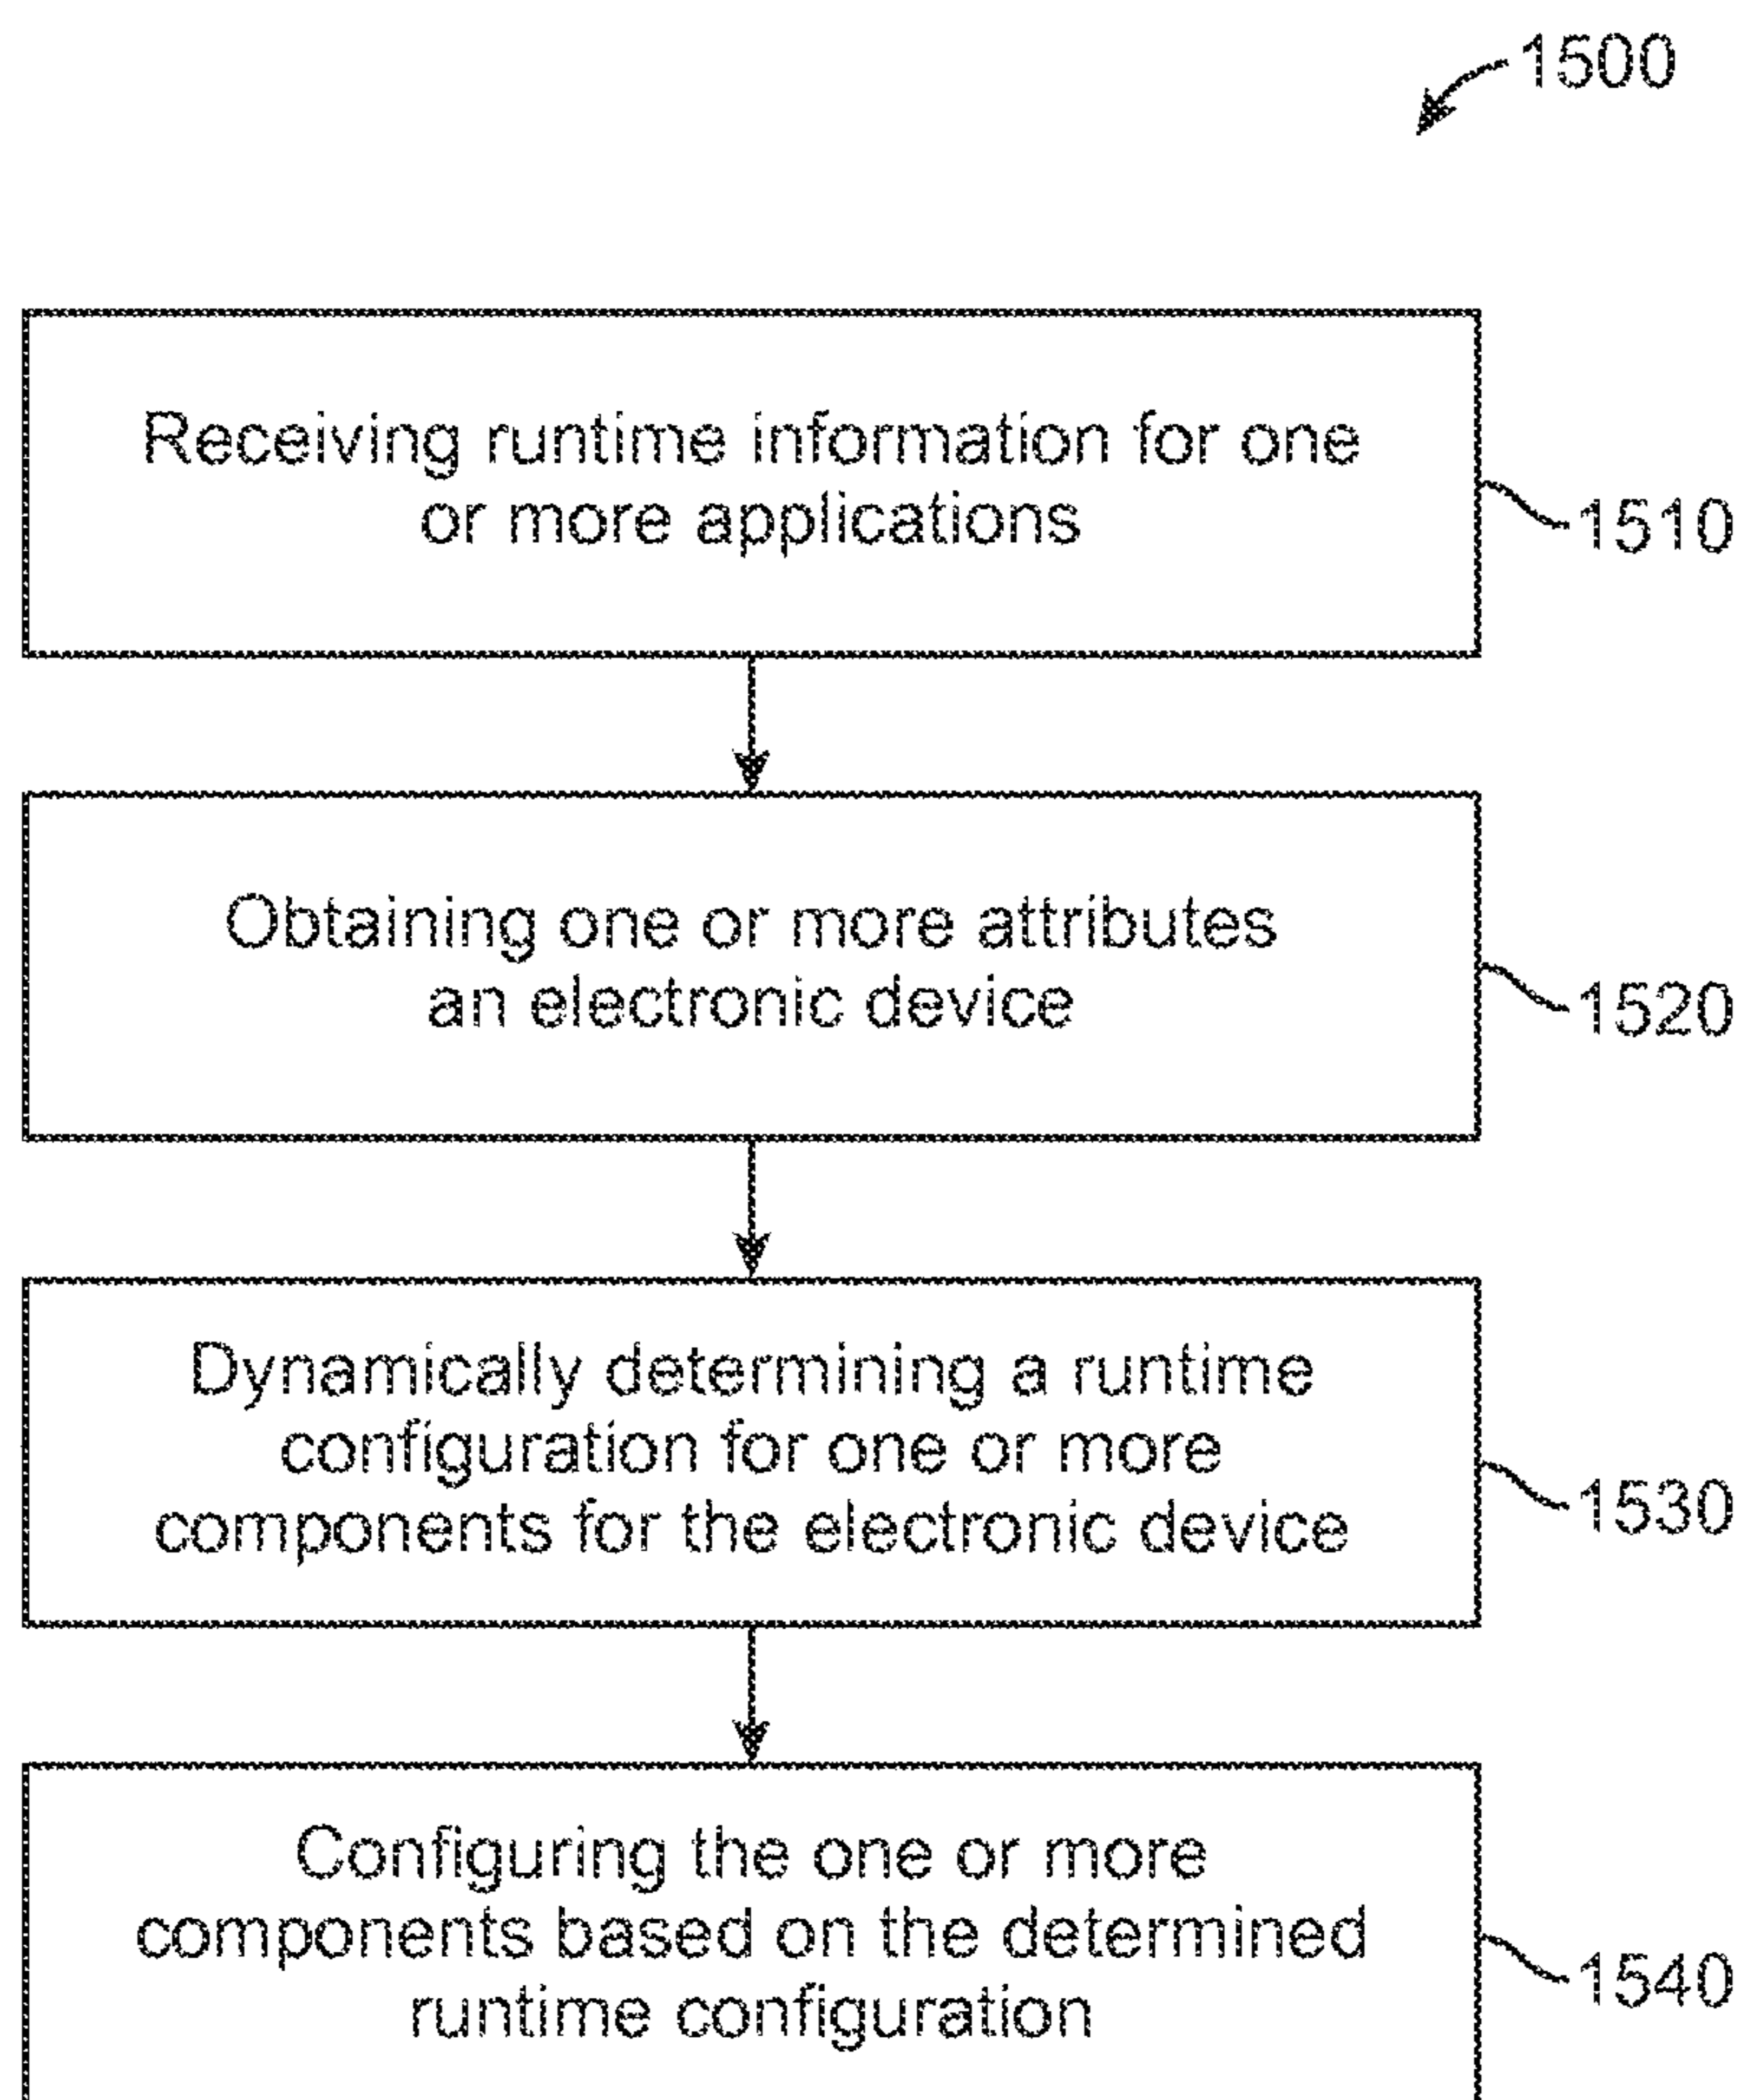 1500
Receiving runtime information for one
or more applications
1510
Obtaining one or more attributes
an electronic device
1520
Dynamically determining a runtime
configuration for one or more
components for the electronic device
1530
Configuring the one or more
components based on the determined
runtime configuration
1540